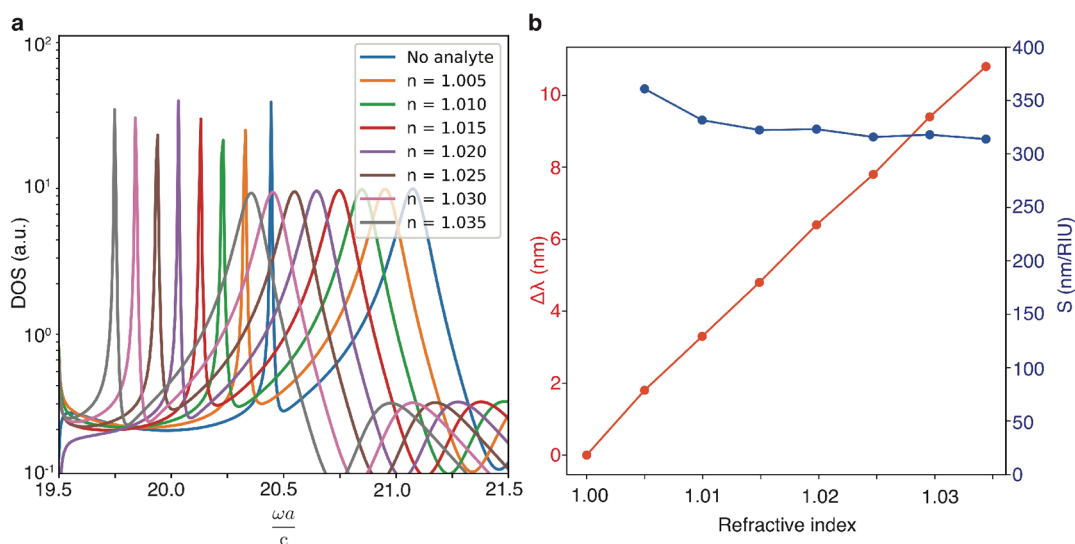 a
DOS (a.u.)
10²
10¹
10⁰
10⁻¹
No analyte
n = 1.005
n = 1.010
n = 1.015
n = 1.020
n = 1.025
n = 1.030
n = 1.035
19.5 20.0 20.5 21.0 21.5
ωa
c
b
Δλ (nm)
10
8
6
4
2
0
S (nm/RIU)
400
350
300
250
200
150
100
50
0
1.00 1.01 1.02 1.03
Refractive index